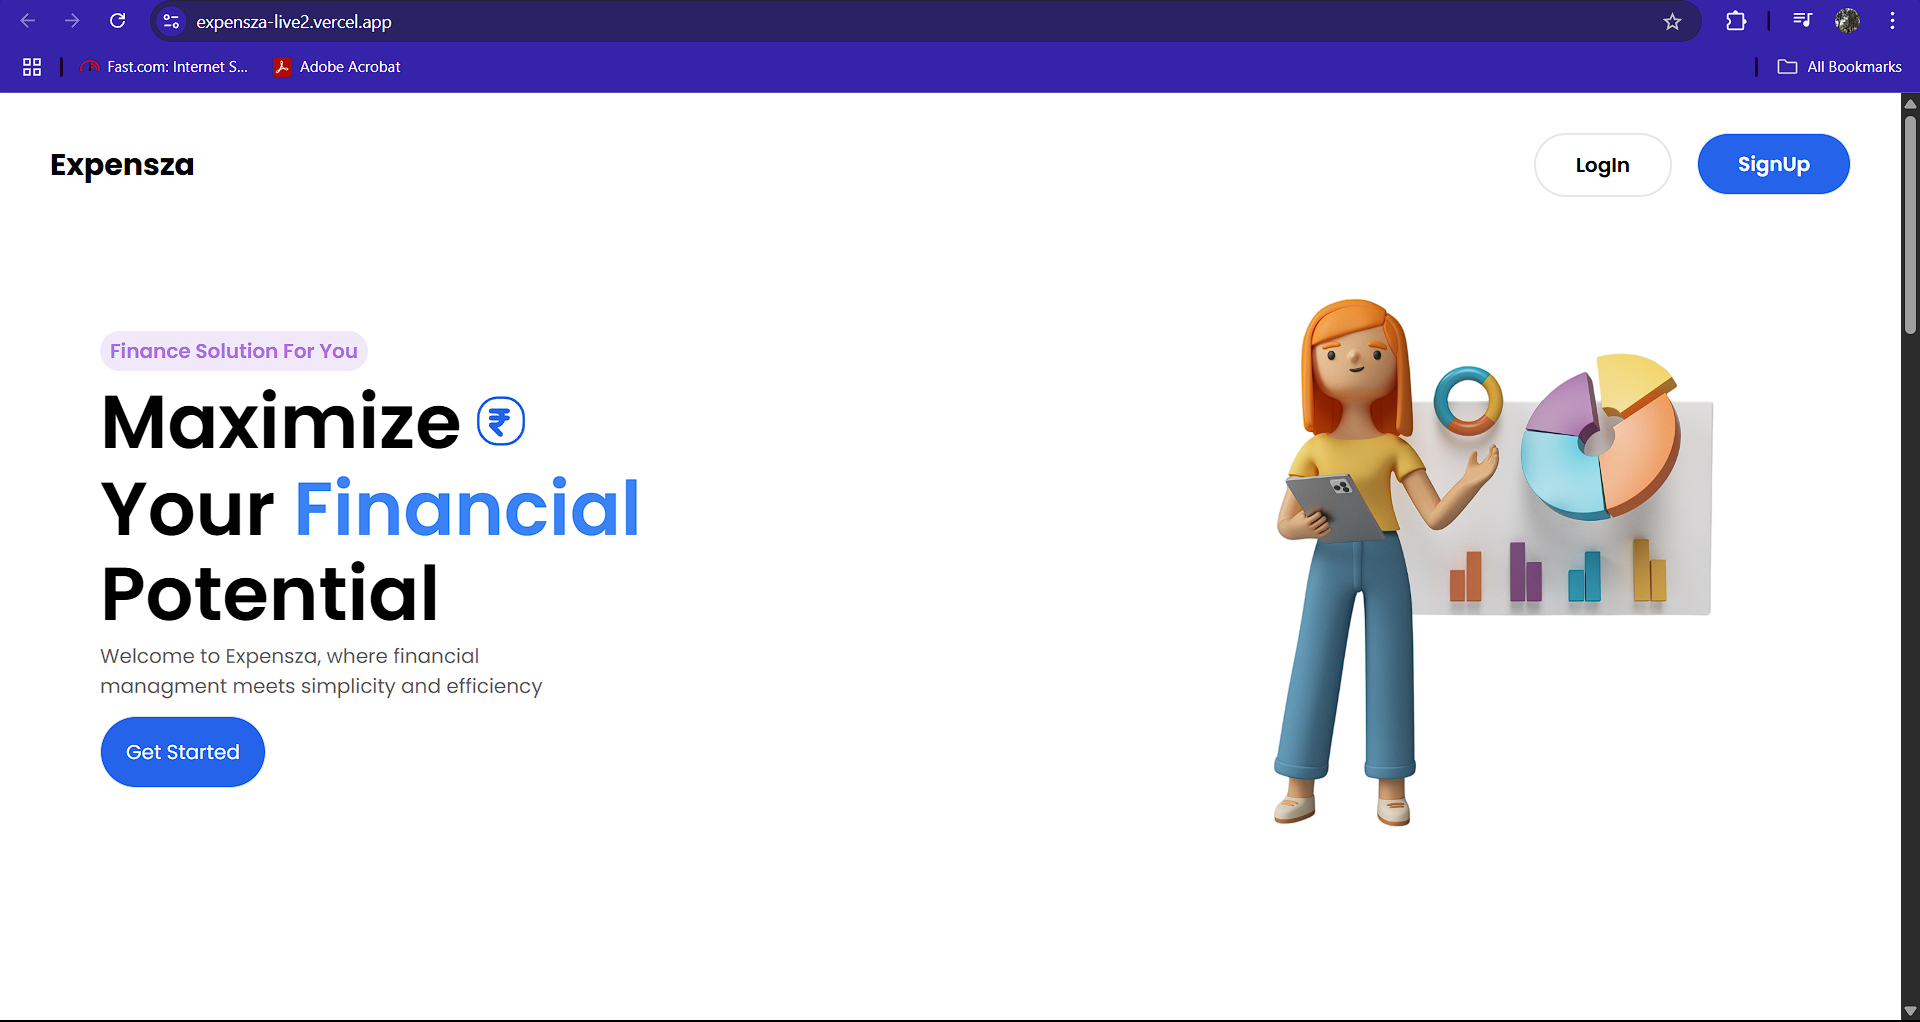 expensza-live2.vercel.app
Fast.com: Internet S...
Adobe Acrobat
All Bookmarks
Expensza
LogIn
SignUp
Finance Solution For You
Maximize ₹
Your Financial
Potential
Welcome to Expensza, where financial
managment meets simplicity and efficiency
Get Started